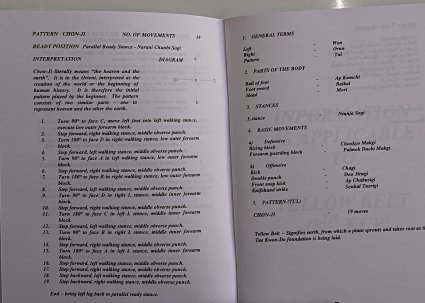 PATTERN CHON-JI NO. OF MOVEMENTS 19
READY POSITION Parallel Ready Stance - Narani Chunbi Sogi
INTERPRETATION DIAGRAM
Chon-Ji literally means "the heaven and the
earth". It is in the Orient, interpreted as the
creation of the world or the beginning of
human history. It is therefore the initial
pattern played by the beginner. The pattern
consists of two similar parts - one to
represent heaven and the other the earth.
1. Turn 90° to face C, move left foot into left walking stance,
execute low outer forearm block.
2. Step forward, right walking stance, middle obverse punch.
3. Turn 180° to face D in right walking stance, low outer forearm
block.
4. Step forward, left walking stance, middle obverse punch.
5. Turn 90° to face A in left walking stance, low outer forearm
block.
6. Step forward, right walking stance, middle obverse punch.
7. Turn 180° to face B in right walking stance, low outer forearm
block.
8. Step forward, left walking stance, middle obverse punch.
9. Turn 90° to face D in right L stance, middle inner forearm
block.
10. Step forward, right walking stance, middle obverse punch.
11. Turn 180° to face C in left L stance, middle inner forearm
block.
12. Step forward, left walking stance, middle obverse punch.
13. Turn 90° to face B in right L stance, middle inner forearm
block.
14. Step forward, right walking stance, middle obverse punch.
15. Turn 180° to face A in left L stance, middle inner forearm
block.
16. Step forward, left walking stance, middle obverse punch.
17. Step forward, right walking stance, middle obverse punch.
18. Step backward, left walking stance, middle obverse punch.
19. Step backward, right walking stance, middle obverse punch.
End - bring left leg back to parallel ready stance.
1. GENERAL TERMS
Left - Wen
Right - Orun
Pattern - Tul
2. PARTS OF THE BODY
Ball of foot - Ap Kumchi
Foot sword - Balkal
Head - Mori
3. STANCES
L stance - Niunja Sogi
4. BASIC MOVEMENTS
a) Defensive
Rising block - Chookyo Makgi
Forearm guarding block - Palmok Daebi Makgi
b) Offensive
Kick - Chagi
Double punch - Doo Jirugi
Front snap kick - Ap Chabusigi
Knifehand strike - Sonkal Taerigi
5. PATTERN (TUL)
CHON-JI 19 moves
Yellow Belt - Signifies earth, from which a plant sprouts and takes root as the
Tae Kwon-Do foundation is being laid.